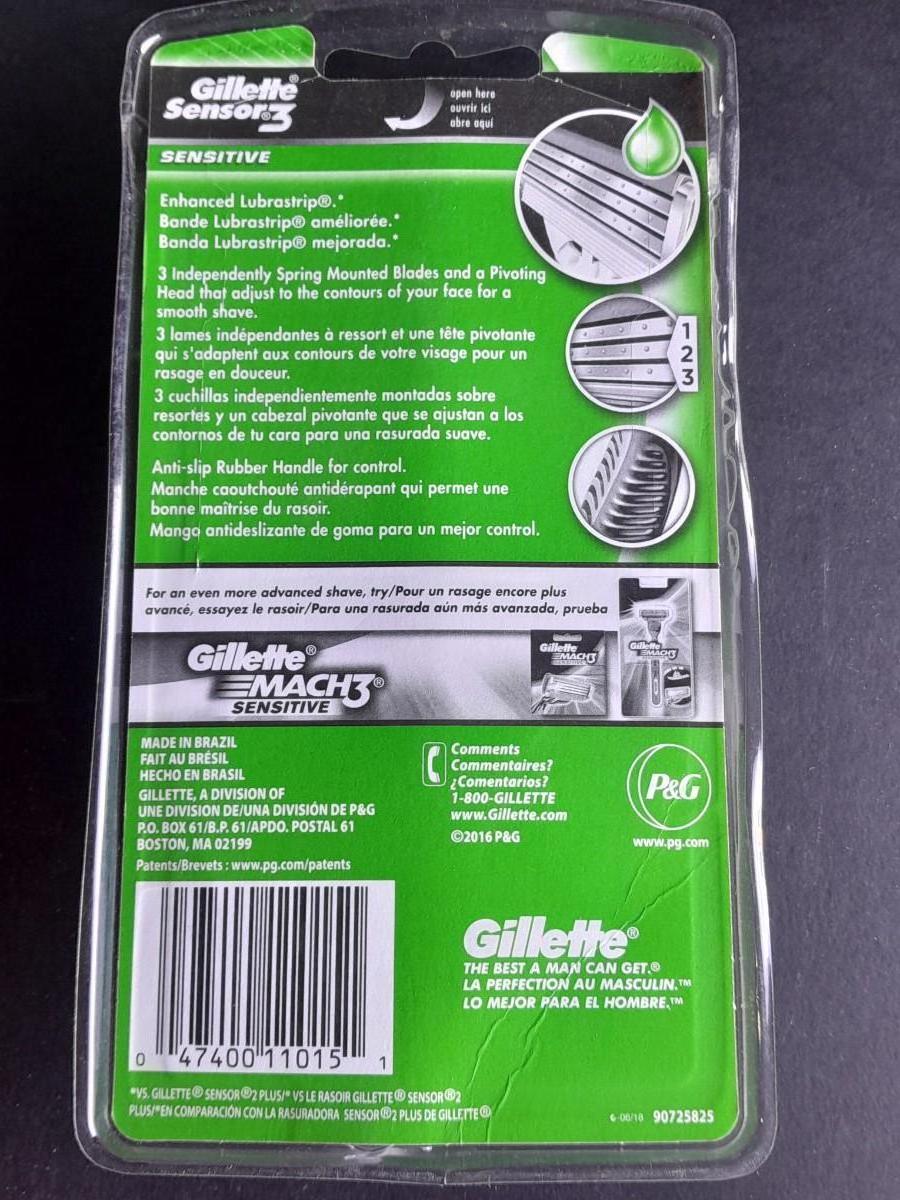 Gillette®
Sensor®3
open here
ouvrir ici
abre aquí
SENSITIVE
Enhanced Lubrastrip®.*
Bande Lubrastrip® améliorée.*
Banda Lubrastrip® mejorada.*
3 Independently Spring Mounted Blades and a Pivoting
Head that adjust to the contours of your face for a
smooth shave.
3 lames indépendantes à ressort et une tête pivotante
qui s'adaptent aux contours de votre visage pour un
rasage en douceur.
3 cuchillas independientemente montadas sobre
resortes y un cabezal pivotante que se ajustan a los
contornos de tu cara para una rasurada suave.
1
2
3
Anti-slip Rubber Handle for control.
Manche caoutchouté antidérapant qui permet une
bonne maîtrise du rasoir.
Mango antideslizante de goma para un mejor control.
For an even more advanced shave, try/Pour un rasage encore plus
avancé, essayez le rasoir/Para una rasurada aún más avanzada, prueba
Gillette®
MACH3®
SENSITIVE
Gillette
MACH3
SENSITIVE
Gillette
MACH3
MADE IN BRAZIL
FAIT AU BRÉSIL
HECHO EN BRASIL
GILLETTE, A DIVISION OF
UNE DIVISION DE/UNA DIVISIÓN DE P&G
P.O. BOX 61/B.P. 61/APDO. POSTAL 61
BOSTON, MA 02199
Patents/Brevets : www.pg.com/patents
Comments
Commentaires?
¿Comentarios?
1-800-GILLETTE
www.Gillette.com
©2016 P&G
P&G
www.pg.com
0 47400 11015 1
Gillette®
THE BEST A MAN CAN GET.®
LA PERFECTION AU MASCULIN.™
LO MEJOR PARA EL HOMBRE.™
*VS. GILLETTE® SENSOR®2 PLUS/* VS LE RASOIR GILLETTE® SENSOR®2
PLUS/*EN COMPARACIÓN CON LA RASURADORA SENSOR®2 PLUS DE GILLETTE®
90725825